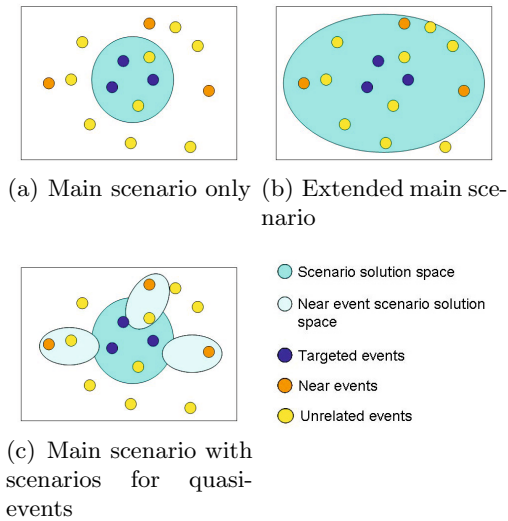 (a) Main scenario only
(b) Extended main sce-
nario
Scenario solution space
Near event scenario solution
space
Targeted events
Near events
Unrelated events
(c) Main scenario with
scenarios for quasi-
events